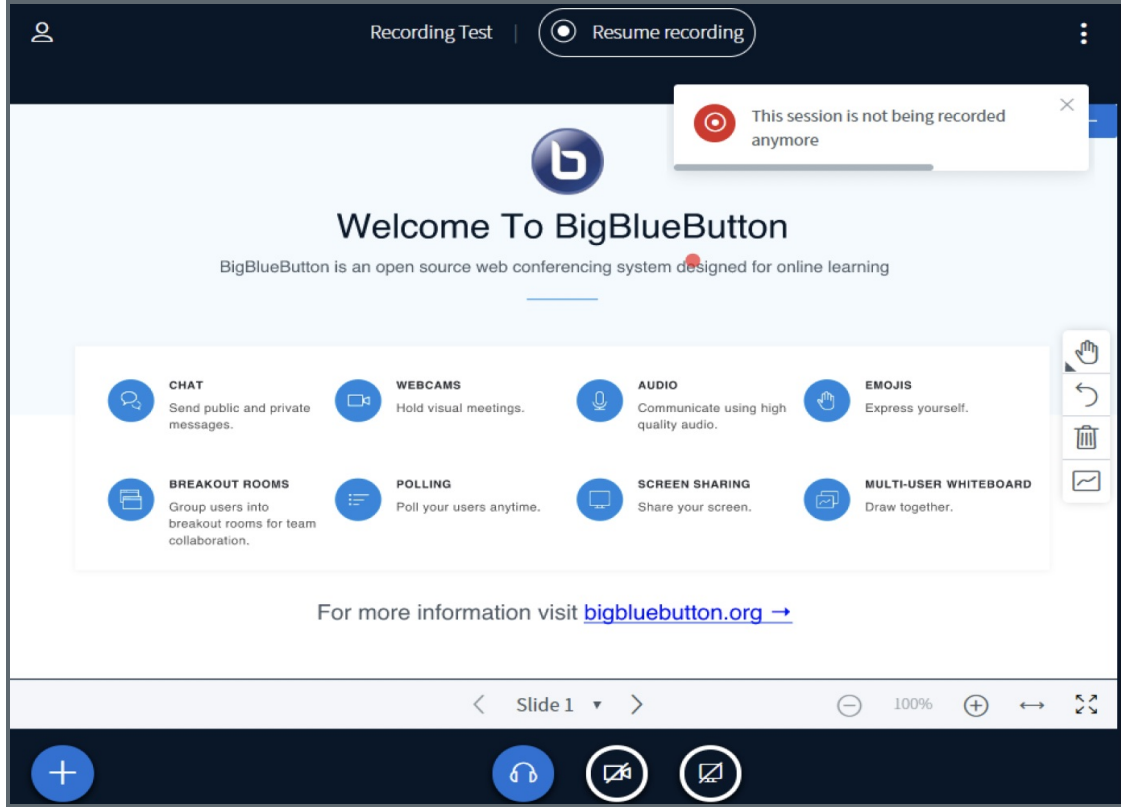 Recording Test | Resume recording
This session is not being recorded
anymore
Welcome To BigBlueButton
BigBlueButton is an open source web conferencing system designed for online learning
CHAT
Send public and private
messages.
WEBCAMS
Hold visual meetings.
AUDIO
Communicate using high
quality audio.
EMOJIS
Express yourself.
BREAKOUT ROOMS
Group users into
breakout rooms for team
collaboration.
POLLING
Poll your users anytime.
SCREEN SHARING
Share your screen.
MULTI-USER WHITEBOARD
Draw together.
For more information visit bigbluebutton.org →
Slide 1
100%